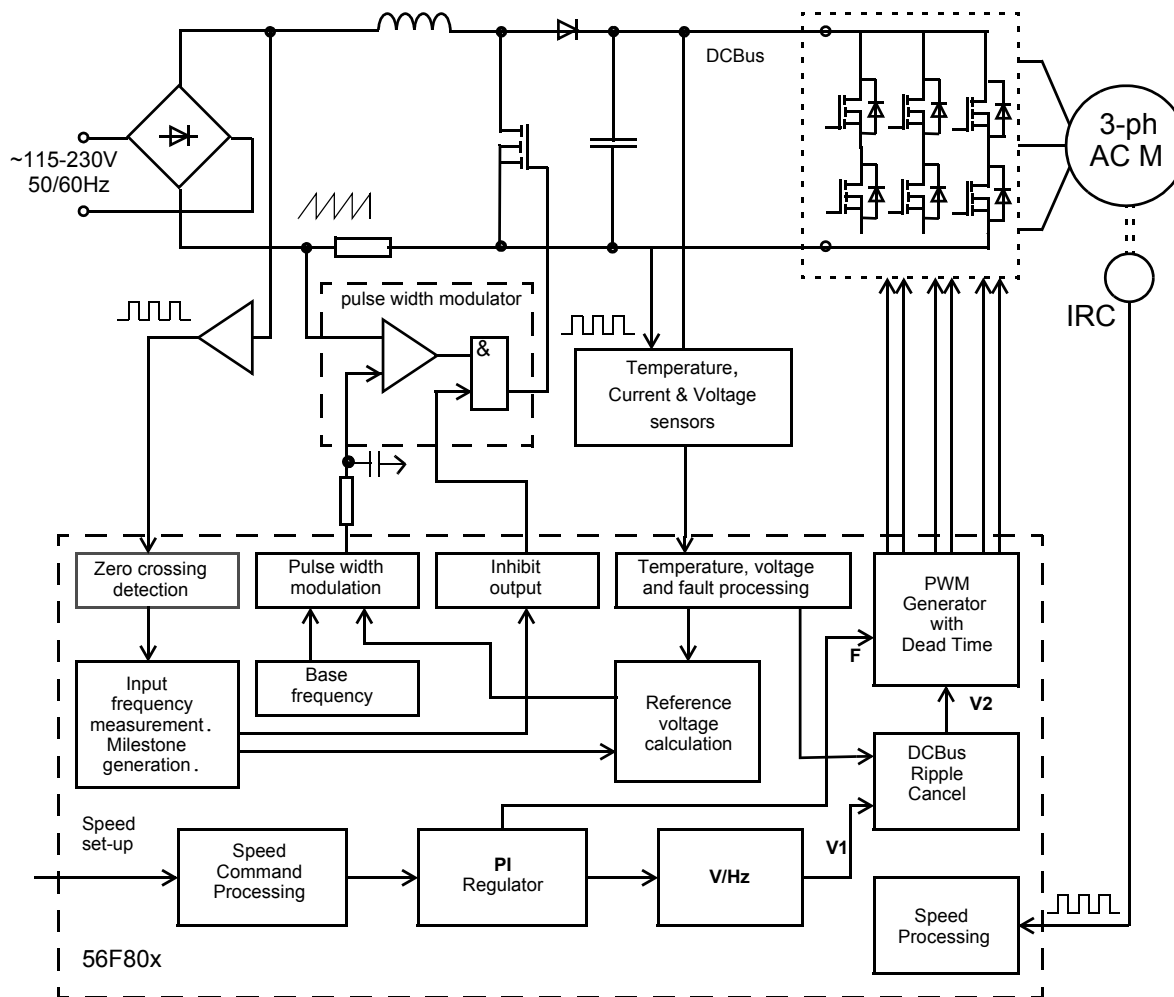 DCBus
~115-230V
50/60Hz
3-ph
AC M
IRC
pulse width modulator
&
Temperature,
Current & Voltage
sensors
Zero crossing
detection
Pulse width
modulation
Inhibit
output
Temperature, voltage
and fault processing
PWM
Generator
with
Dead Time
F
Base
frequency
Input
frequency
measurement.
Milestone
generation.
Reference
voltage
calculation
V2
DCBus
Ripple
Cancel
Speed
set-up
Speed
Command
Processing
PI
Regulator
V/Hz
V1
Speed
Processing
56F80x